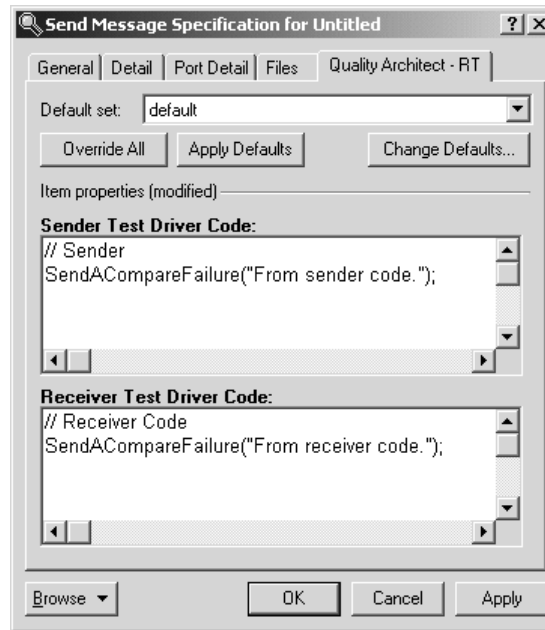 Send Message Specification for Untitled
General Detail Port Detail Files Quality Architect - RT
Default set: default
Override All Apply Defaults Change Defaults...
Item properties (modified)
Sender Test Driver Code:
// Sender
SendACompareFailure("From sender code.");
Receiver Test Driver Code:
// Receiver Code
SendACompareFailure("From receiver code.");
Browse OK Cancel Apply